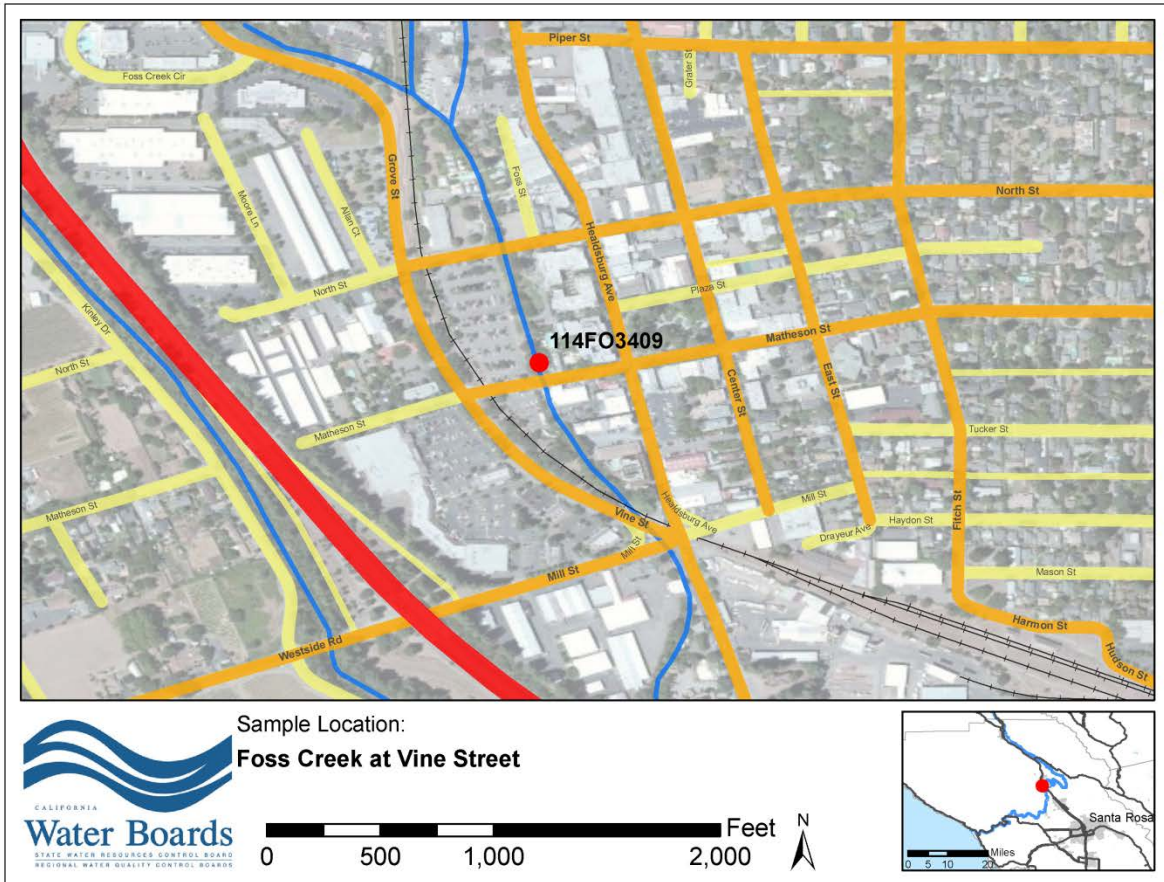 Piper St
Foss Creek Cir
Grater St
Grove St
Foss St
Moore Ln
Allan Ct
North St
Healdsburg Ave
North St
Kinley Dr
Plaza St
114FO3409
Matheson St
North St
Center St
East St
Matheson St
Tucker St
Matheson St
Healdsburg Ave
Mill St
Vine St
Fitch St
Haydon St
Drayeur Ave
Mill St
Mill St
Mason St
Westside Rd
Harmon St
Hudson St
Sample Location:
Foss Creek at Vine Street
CALIFORNIA
Water Boards
STATE WATER RESOURCES CONTROL BOARD
REGIONAL WATER QUALITY CONTROL BOARDS
Feet
0 500 1,000 2,000
N
Santa Rosa
Miles
0 5 10 20